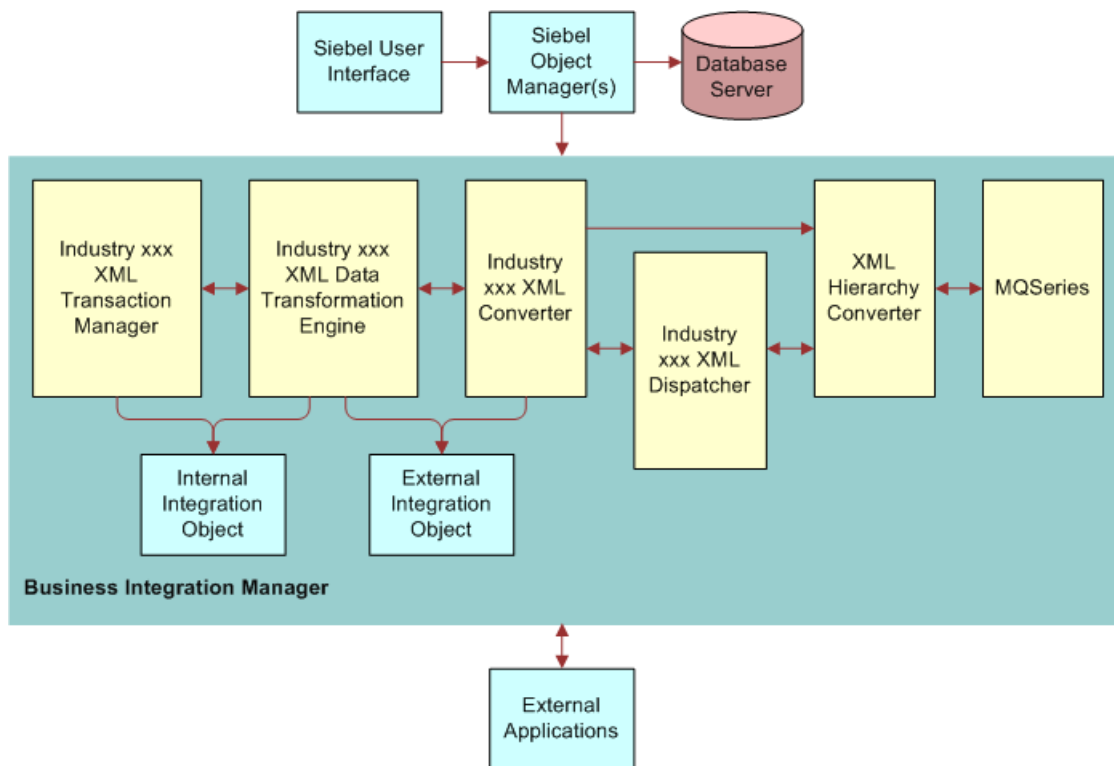 Siebel User
Interface
Siebel
Object
Manager(s)
Database
Server
Industry xxx
XML
Transaction
Manager
Industry xxx
XML Data
Transformation
Engine
Industry
xxx XML
Converter
Industry
xxx XML
Dispatcher
XML
Hierarchy
Converter
MQSeries
Internal
Integration
Object
External
Integration
Object
Business Integration Manager
External
Applications